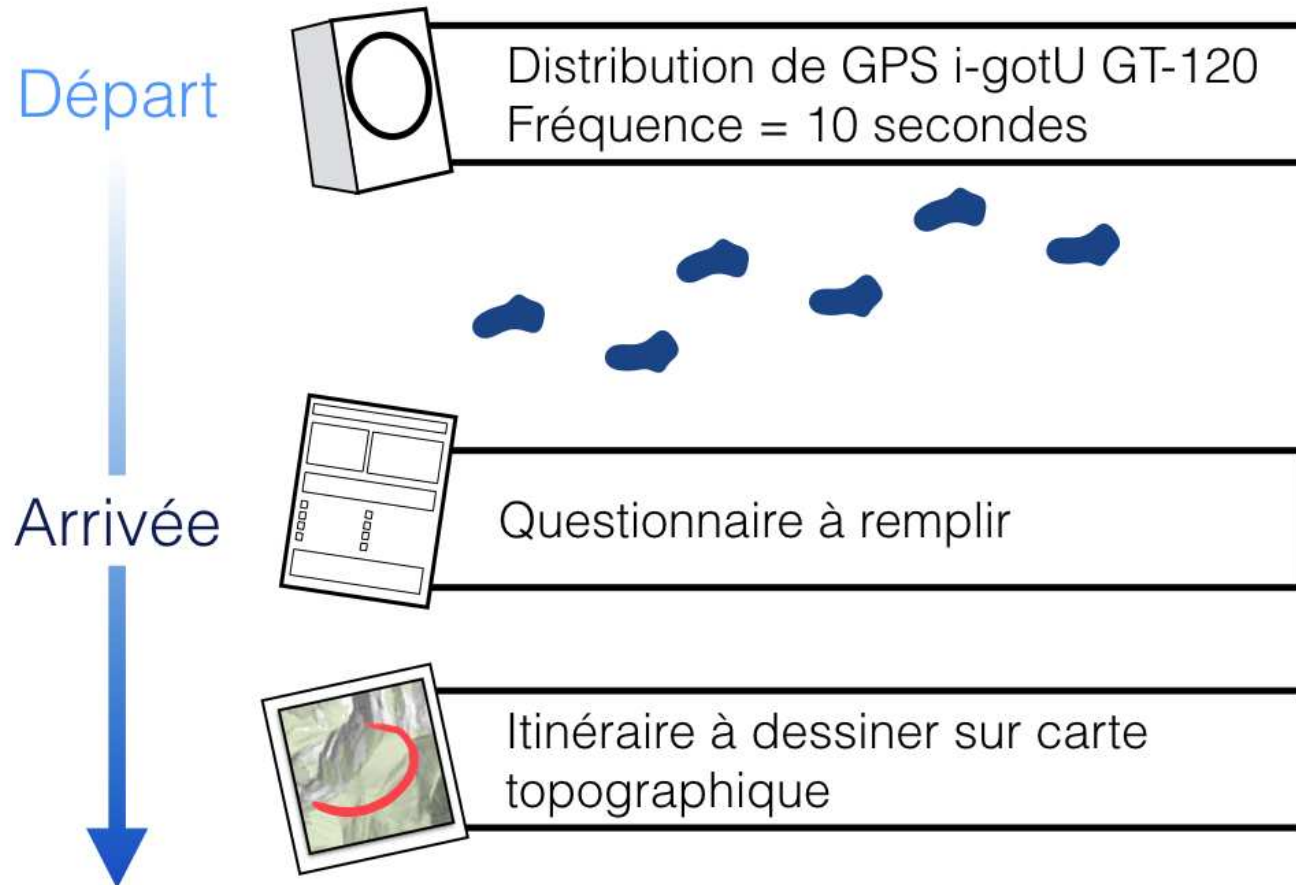 Départ
Distribution de GPS i-gotU GT-120
Fréquence = 10 secondes
Arrivée
Questionnaire à remplir
Itinéraire à dessiner sur carte
topographique